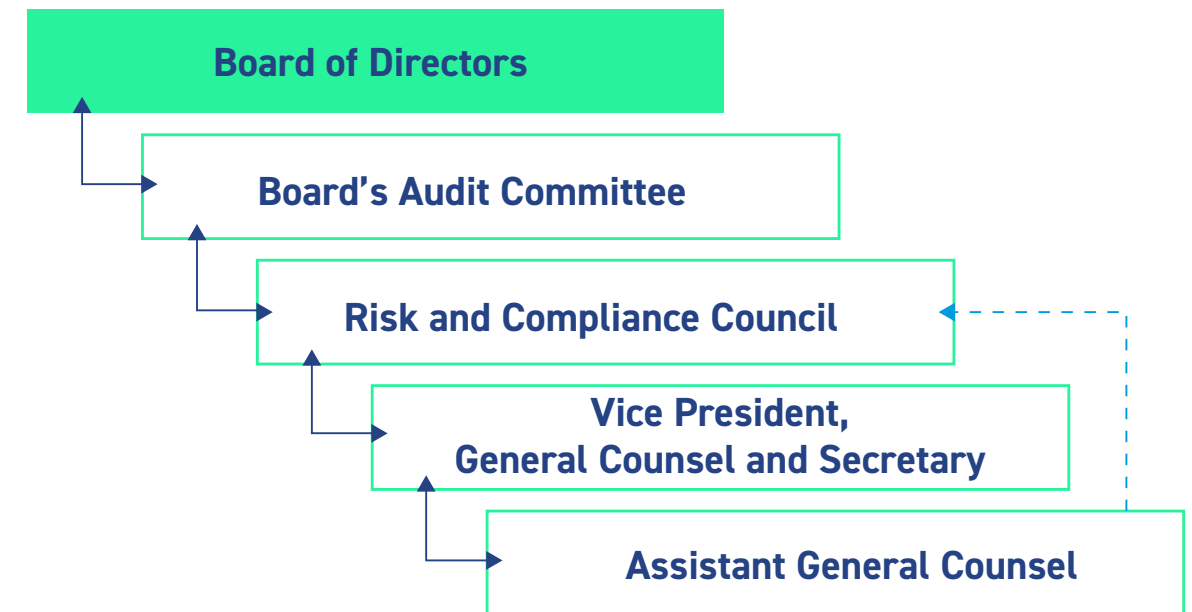 Board of Directors
Board’s Audit Committee
Risk and Compliance Council
Vice President,
General Counsel and Secretary
Assistant General Counsel